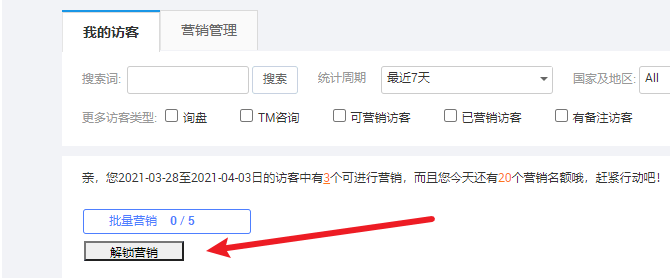 我的访客 营销管理
搜索词: 搜索 统计周期 最近7天 国家及地区: All
更多访客类型: 询盘 TM咨询 可营销访客 已营销访客 有备注访客
亲，您2021-03-28至2021-04-03日的访客中有3个可进行营销，而且您今天还有20个营销名额哦，赶紧行动吧！
批量营销 0 / 5
解锁营销